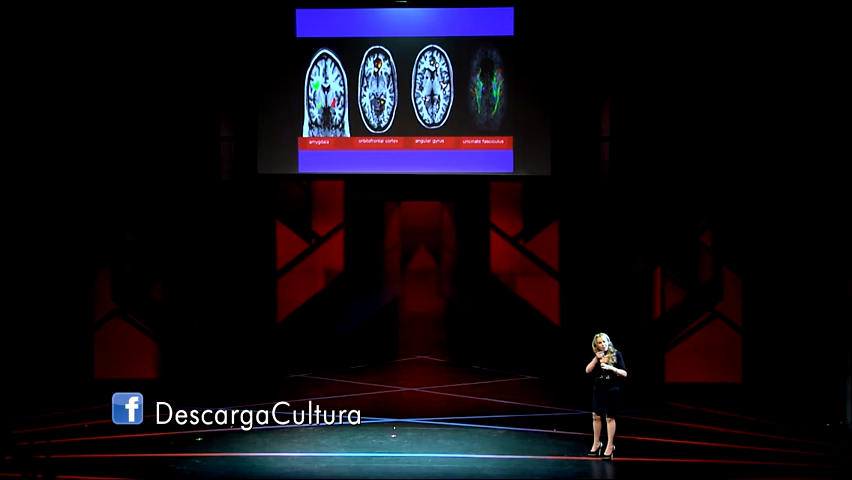 amygdala
orbitofrontal cortex
angular gyrus
uncinate fasciculus
f DescargaCultura